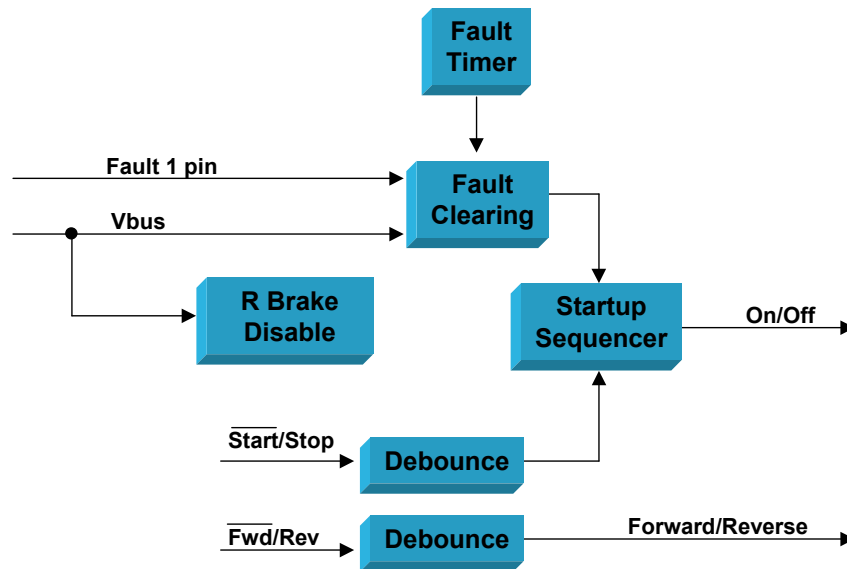 Fault
Timer
Fault 1 pin
Fault
Clearing
Vbus
R Brake
Disable
Startup
Sequencer
On/Off
Start/Stop
Debounce
Fwd/Rev
Debounce
Forward/Reverse